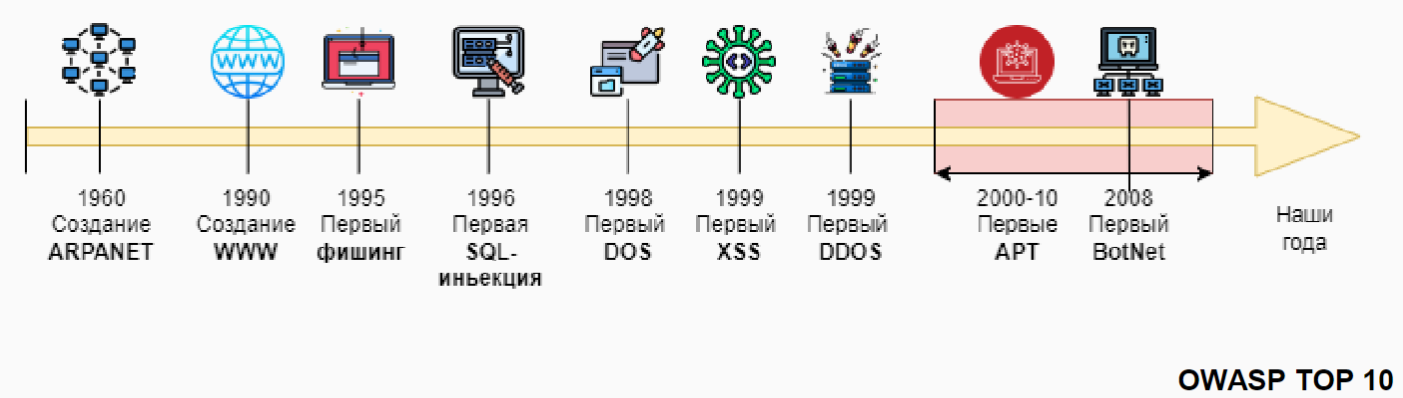 WWW
1960
Создание
ARPANET
1990
Создание
WWW
1995
Первый
фишинг
1996
Первая
SQL-
иньекция
1998
Первый
DOS
1999
Первый
XSS
1999
Первый
DDOS
2000-10
Первые
APT
2008
Первый
BotNet
Наши
года
OWASP TOP 10